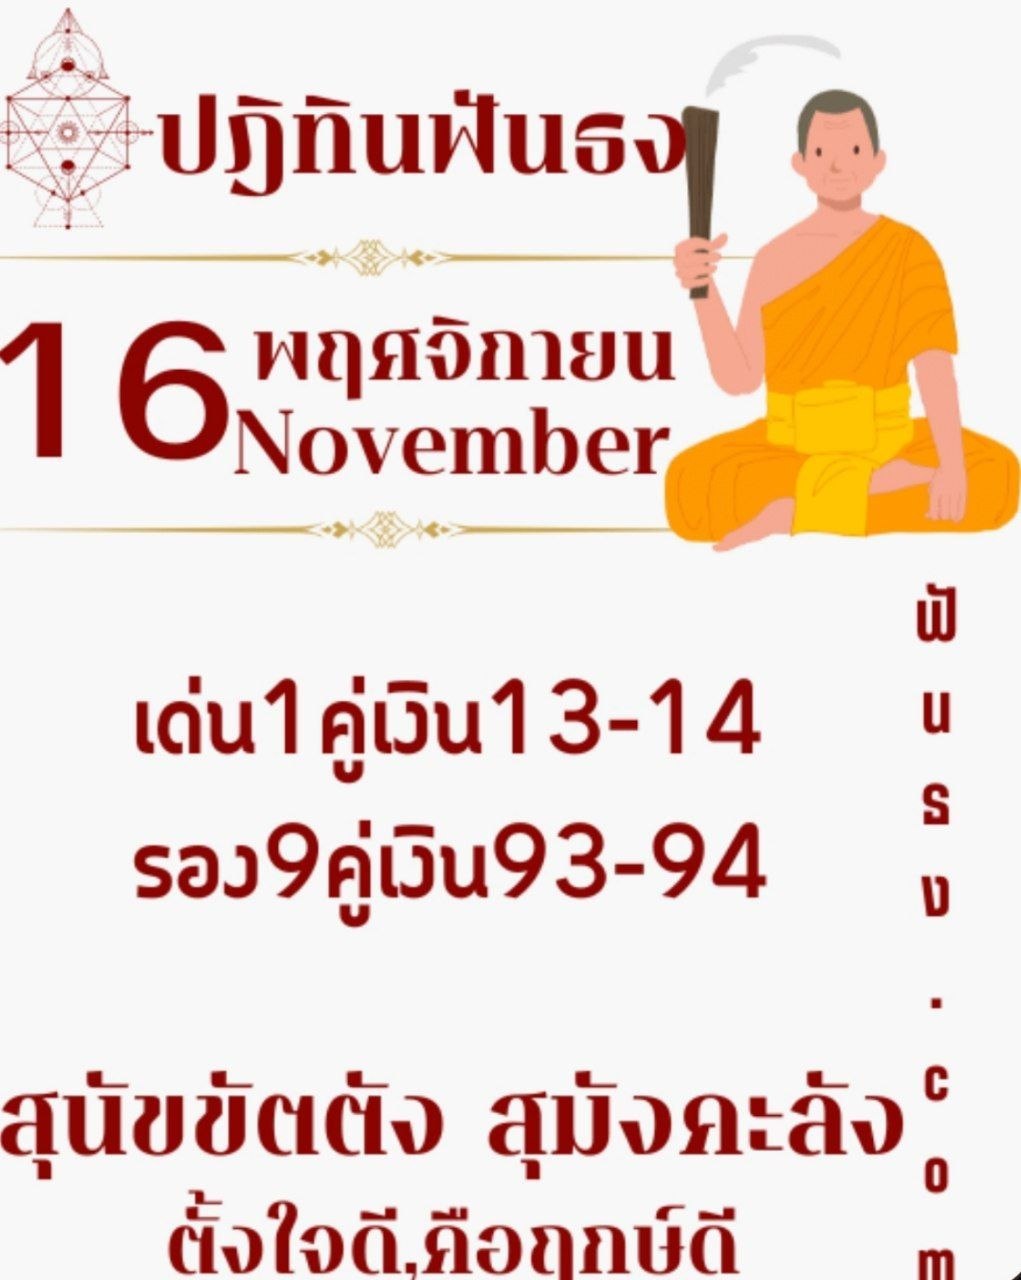 ปฏิทินฟันธง
16 พฤศจิกายน
November
เด่น1คู่เงิน13-14
รอง9คู่เงิน93-94
สุนัขขัตตัง สุมังคะลัง
ตั้งใจดี,คือฤกษ์ดี
ฟันธง.com